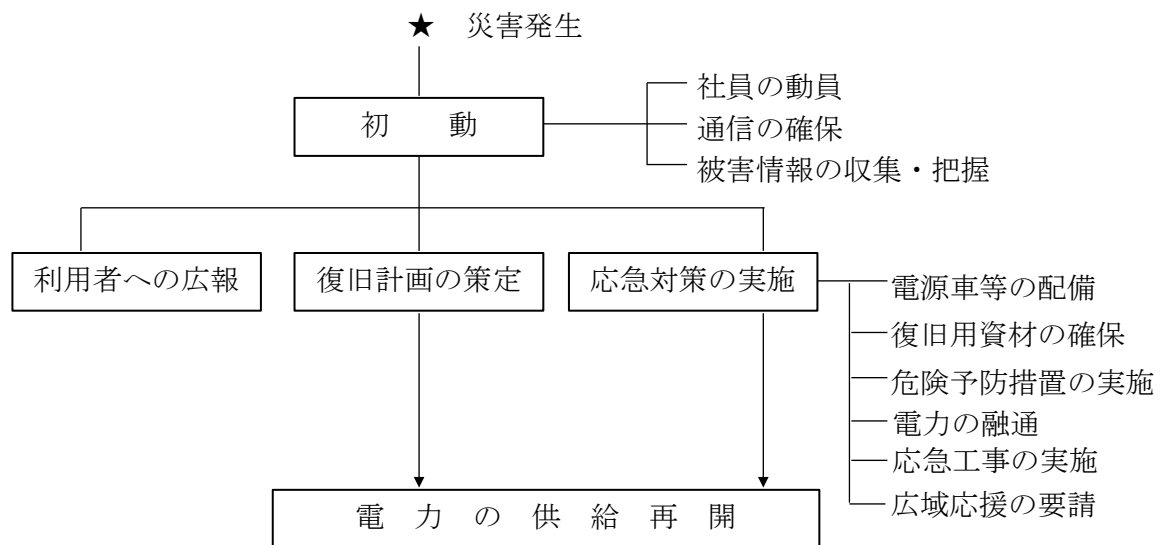 ★ 災害発生
初 動
社員の動員
通信の確保
被害情報の収集・把握
利用者への広報
復旧計画の策定
応急対策の実施
電源車等の配備
復旧用資材の確保
危険予防措置の実施
電力の融通
応急工事の実施
広域応援の要請
電 力 の 供 給 再 開